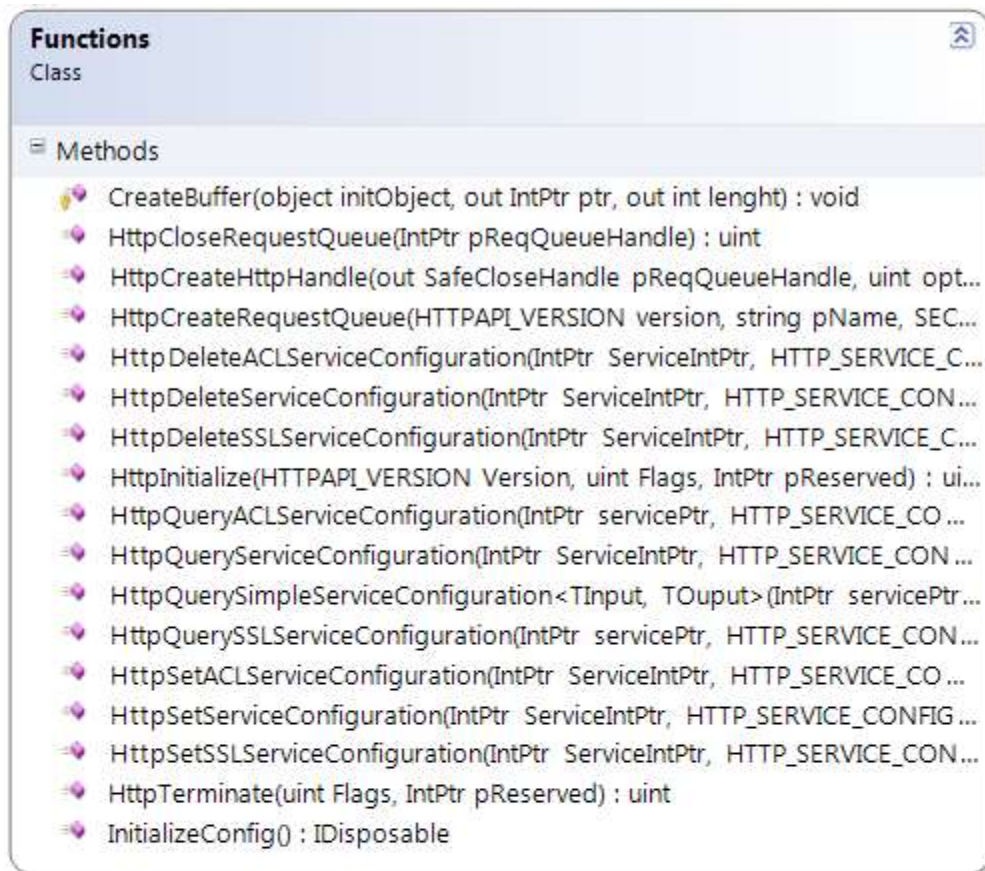 Functions
Class
Methods
CreateBuffer(object initObject, out IntPtr ptr, out int lenght) : void
HttpCloseRequestQueue(IntPtr pReqQueueHandle) : uint
HttpCreateHttpHandle(out SafeCloseHandle pReqQueueHandle, uint opt...
HttpCreateRequestQueue(HTTPAPI_VERSION version, string pName, SEC...
HttpDeleteACLServiceConfiguration(IntPtr ServiceIntPtr, HTTP_SERVICE_C...
HttpDeleteServiceConfiguration(IntPtr ServiceIntPtr, HTTP_SERVICE_CON...
HttpDeleteSSLServiceConfiguration(IntPtr ServiceIntPtr, HTTP_SERVICE_C...
HttpInitialize(HTTPAPI_VERSION Version, uint Flags, IntPtr pReserved) : ui...
HttpQueryACLServiceConfiguration(IntPtr servicePtr, HTTP_SERVICE_CO...
HttpQueryServiceConfiguration(IntPtr ServiceIntPtr, HTTP_SERVICE_CON...
HttpQuerySimpleServiceConfiguration<TInput, TOuput>(IntPtr servicePtr...
HttpQuerySSLServiceConfiguration(IntPtr servicePtr, HTTP_SERVICE_CON...
HttpSetACLServiceConfiguration(IntPtr ServiceIntPtr, HTTP_SERVICE_CO...
HttpSetServiceConfiguration(IntPtr ServiceIntPtr, HTTP_SERVICE_CONFIG...
HttpSetSSLServiceConfiguration(IntPtr ServiceIntPtr, HTTP_SERVICE_CON...
HttpTerminate(uint Flags, IntPtr pReserved) : uint
InitializeConfig() : IDisposable